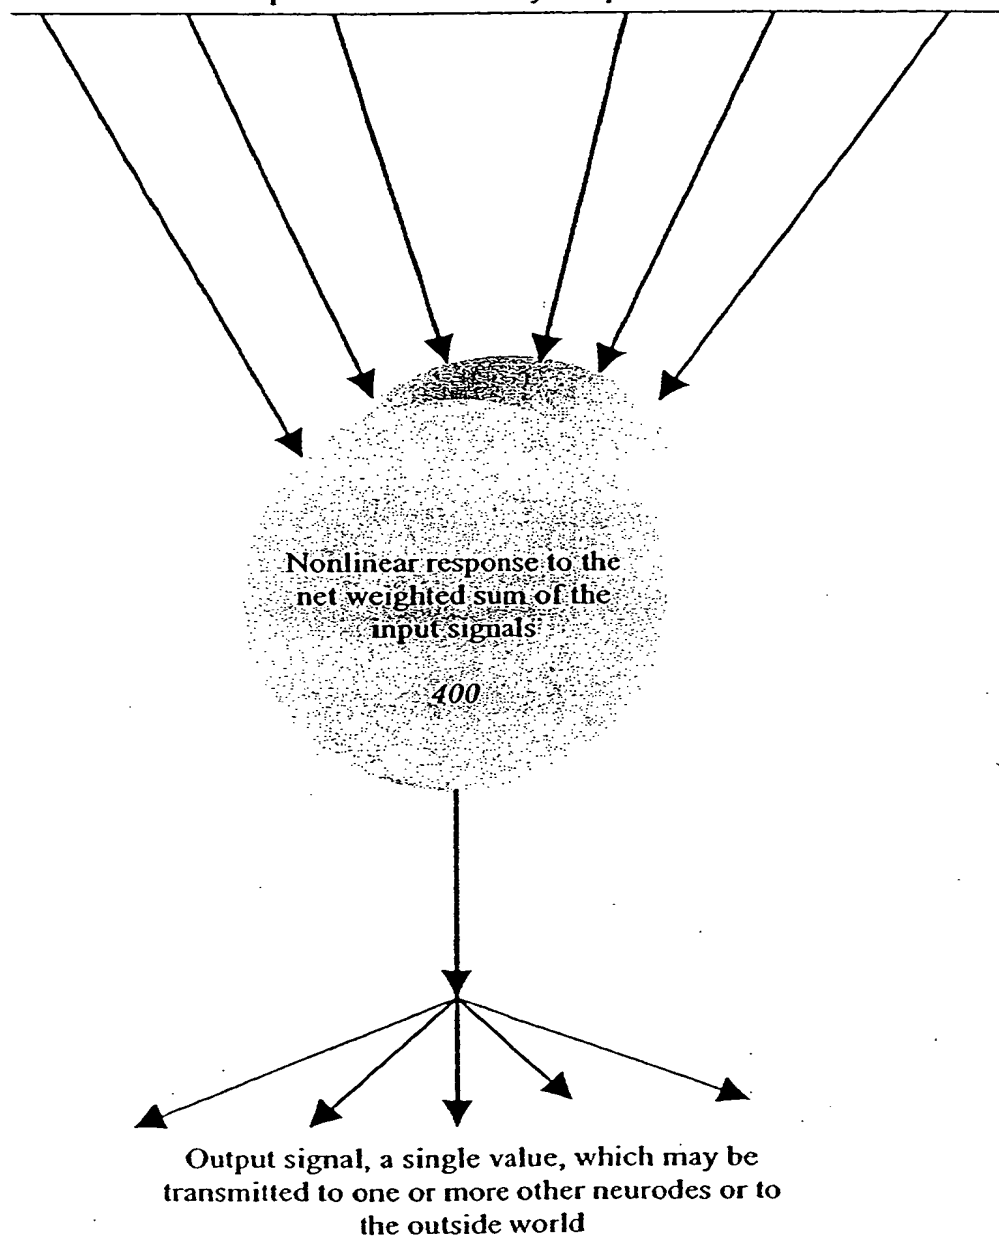 Nonlinear response to the
net weighted sum of the
input signals
400
Output signal, a single value, which may be
transmitted to one or more other neurodes or to
the outside world